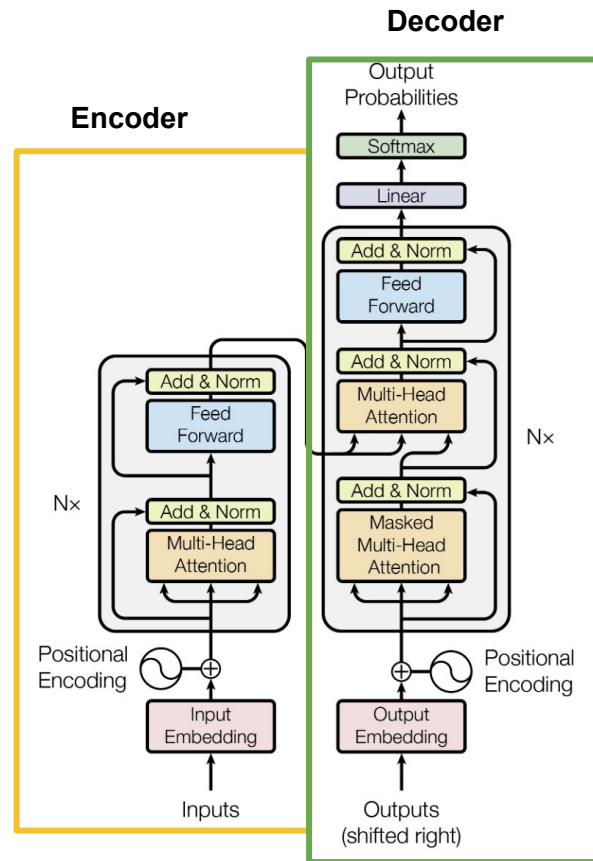 Decoder
Output
Probabilities
Softmax
Linear
Add & Norm
Feed
Forward
Add & Norm
Multi-Head
Attention
Nx
Add & Norm
Masked
Multi-Head
Attention
Positional
Encoding
Output
Embedding
Outputs
(shifted right)
Encoder
Add & Norm
Feed
Forward
N×
Add & Norm
Multi-Head
Attention
Positional
Encoding
Input
Embedding
Inputs